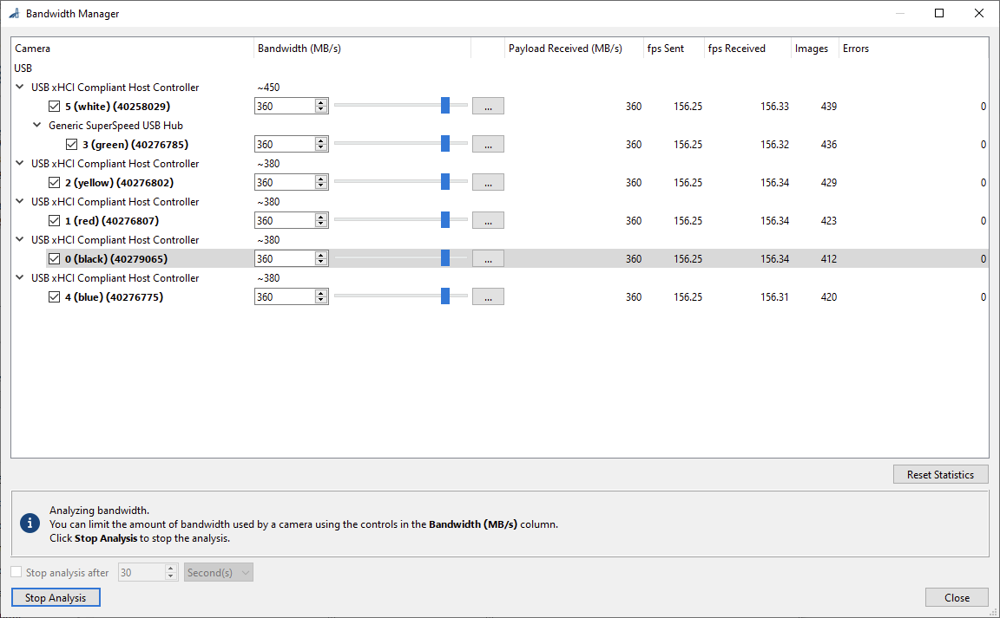 Bandwidth Manager
Camera Bandwidth (MB/s) Payload Received (MB/s) fps Sent fps Received Images Errors
USB
USB xHCI Compliant Host Controller ~450
5 (white) (40258029) 360 ... 360 156.25 156.33 439 0
Generic SuperSpeed USB Hub
3 (green) (40276785) 360 ... 360 156.25 156.32 436 0
USB xHCI Compliant Host Controller ~380
2 (yellow) (40276802) 360 ... 360 156.25 156.34 429 0
USB xHCI Compliant Host Controller ~380
1 (red) (40276807) 360 ... 360 156.25 156.34 423 0
USB xHCI Compliant Host Controller ~380
0 (black) (40279065) 360 ... 360 156.25 156.34 412 0
USB xHCI Compliant Host Controller ~380
4 (blue) (40276775) 360 ... 360 156.25 156.31 420 0
Reset Statistics
Analyzing bandwidth.
You can limit the amount of bandwidth used by a camera using the controls in the Bandwidth (MB/s) column.
Click Stop Analysis to stop the analysis.
Stop analysis after 30 Second(s)
Stop Analysis Close